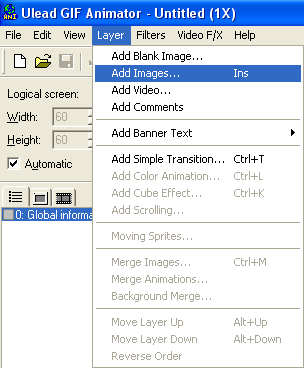 Ulead GIF Animator - Untitled (1X)
File Edit View Layer Filters Video F/X Help
Add Blank Image...
Add Images... Ins
Add Video...
Add Comments
Add Banner Text
Add Simple Transition... Ctrl+T
Add Color Animation... Ctrl+L
Add Cube Effect... Ctrl+K
Add Scrolling...
Moving Sprites...
Merge Images... Ctrl+M
Merge Animations...
Background Merge...
Move Layer Up Alt+Up
Move Layer Down Alt+Down
Reverse Order
Logical screen:
Width: 60
Height: 60
Automatic
0: Global informa